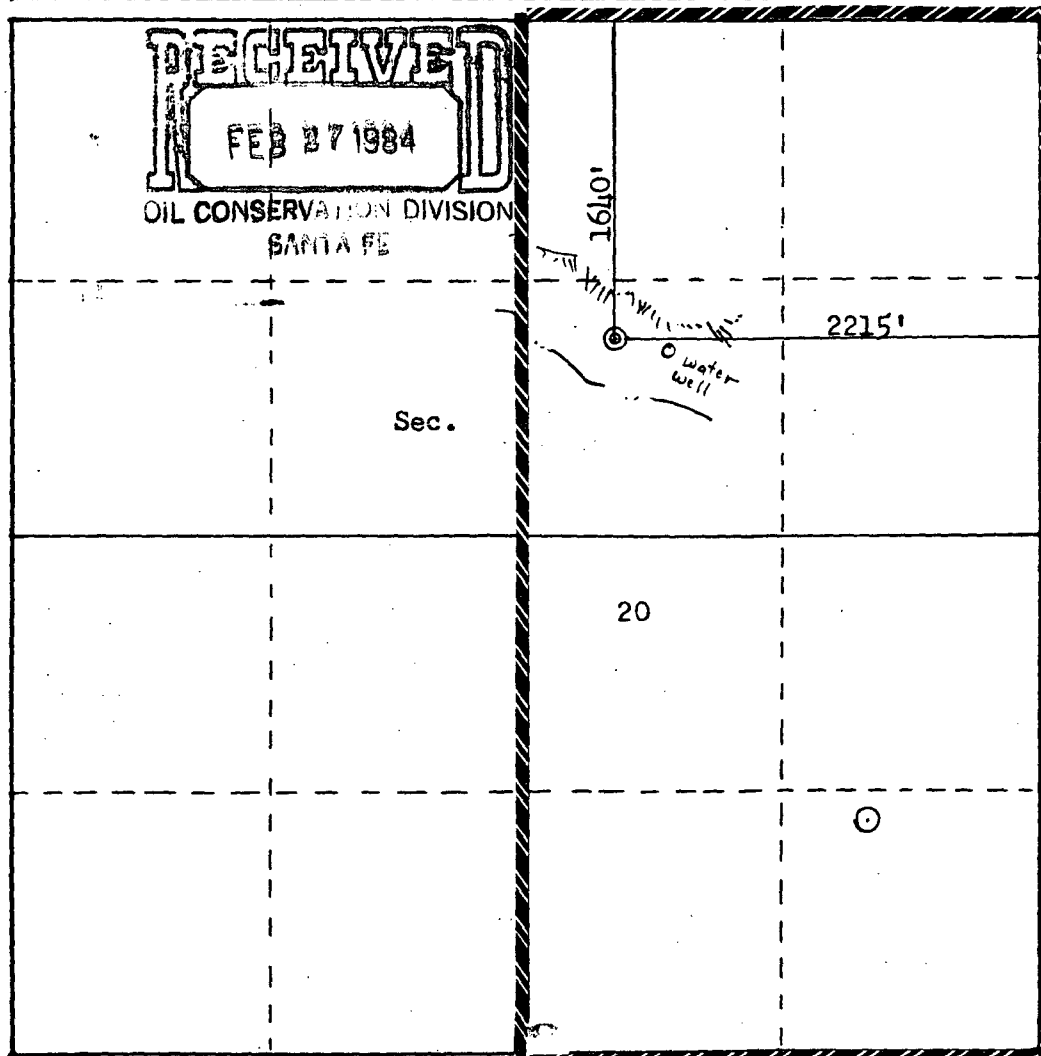 RECEIVED
FEB 27 1984
OIL CONSERVATION DIVISION
SANTA FE
1640'
2215'
water
well
Sec.
20